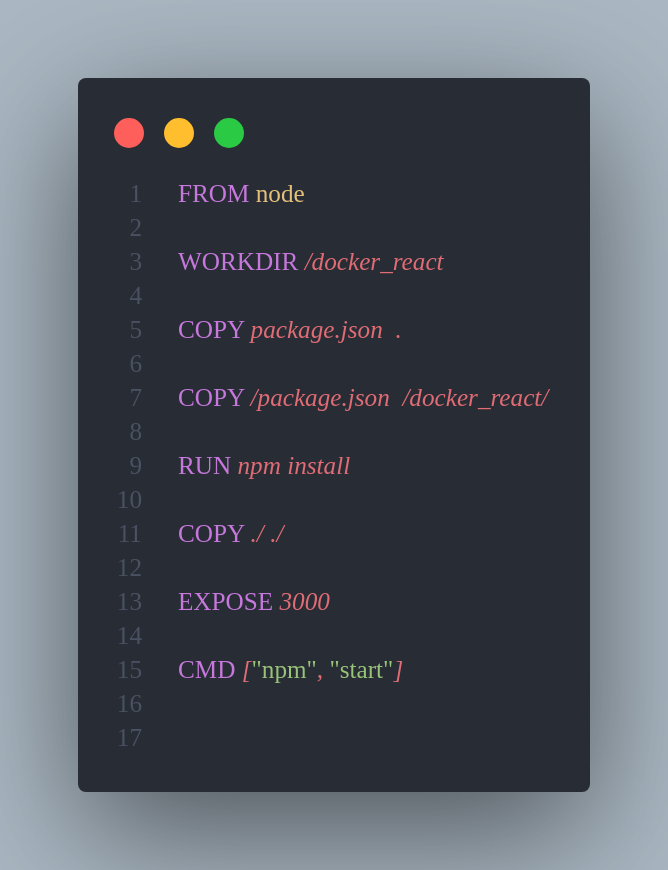 1 FROM node
2
3 WORKDIR /docker_react
4
5 COPY package.json  .
6
7 COPY /package.json  /docker_react/
8
9 RUN npm install
10
11 COPY ./ ./
12
13 EXPOSE 3000
14
15 CMD ["npm", "start"]
16
17